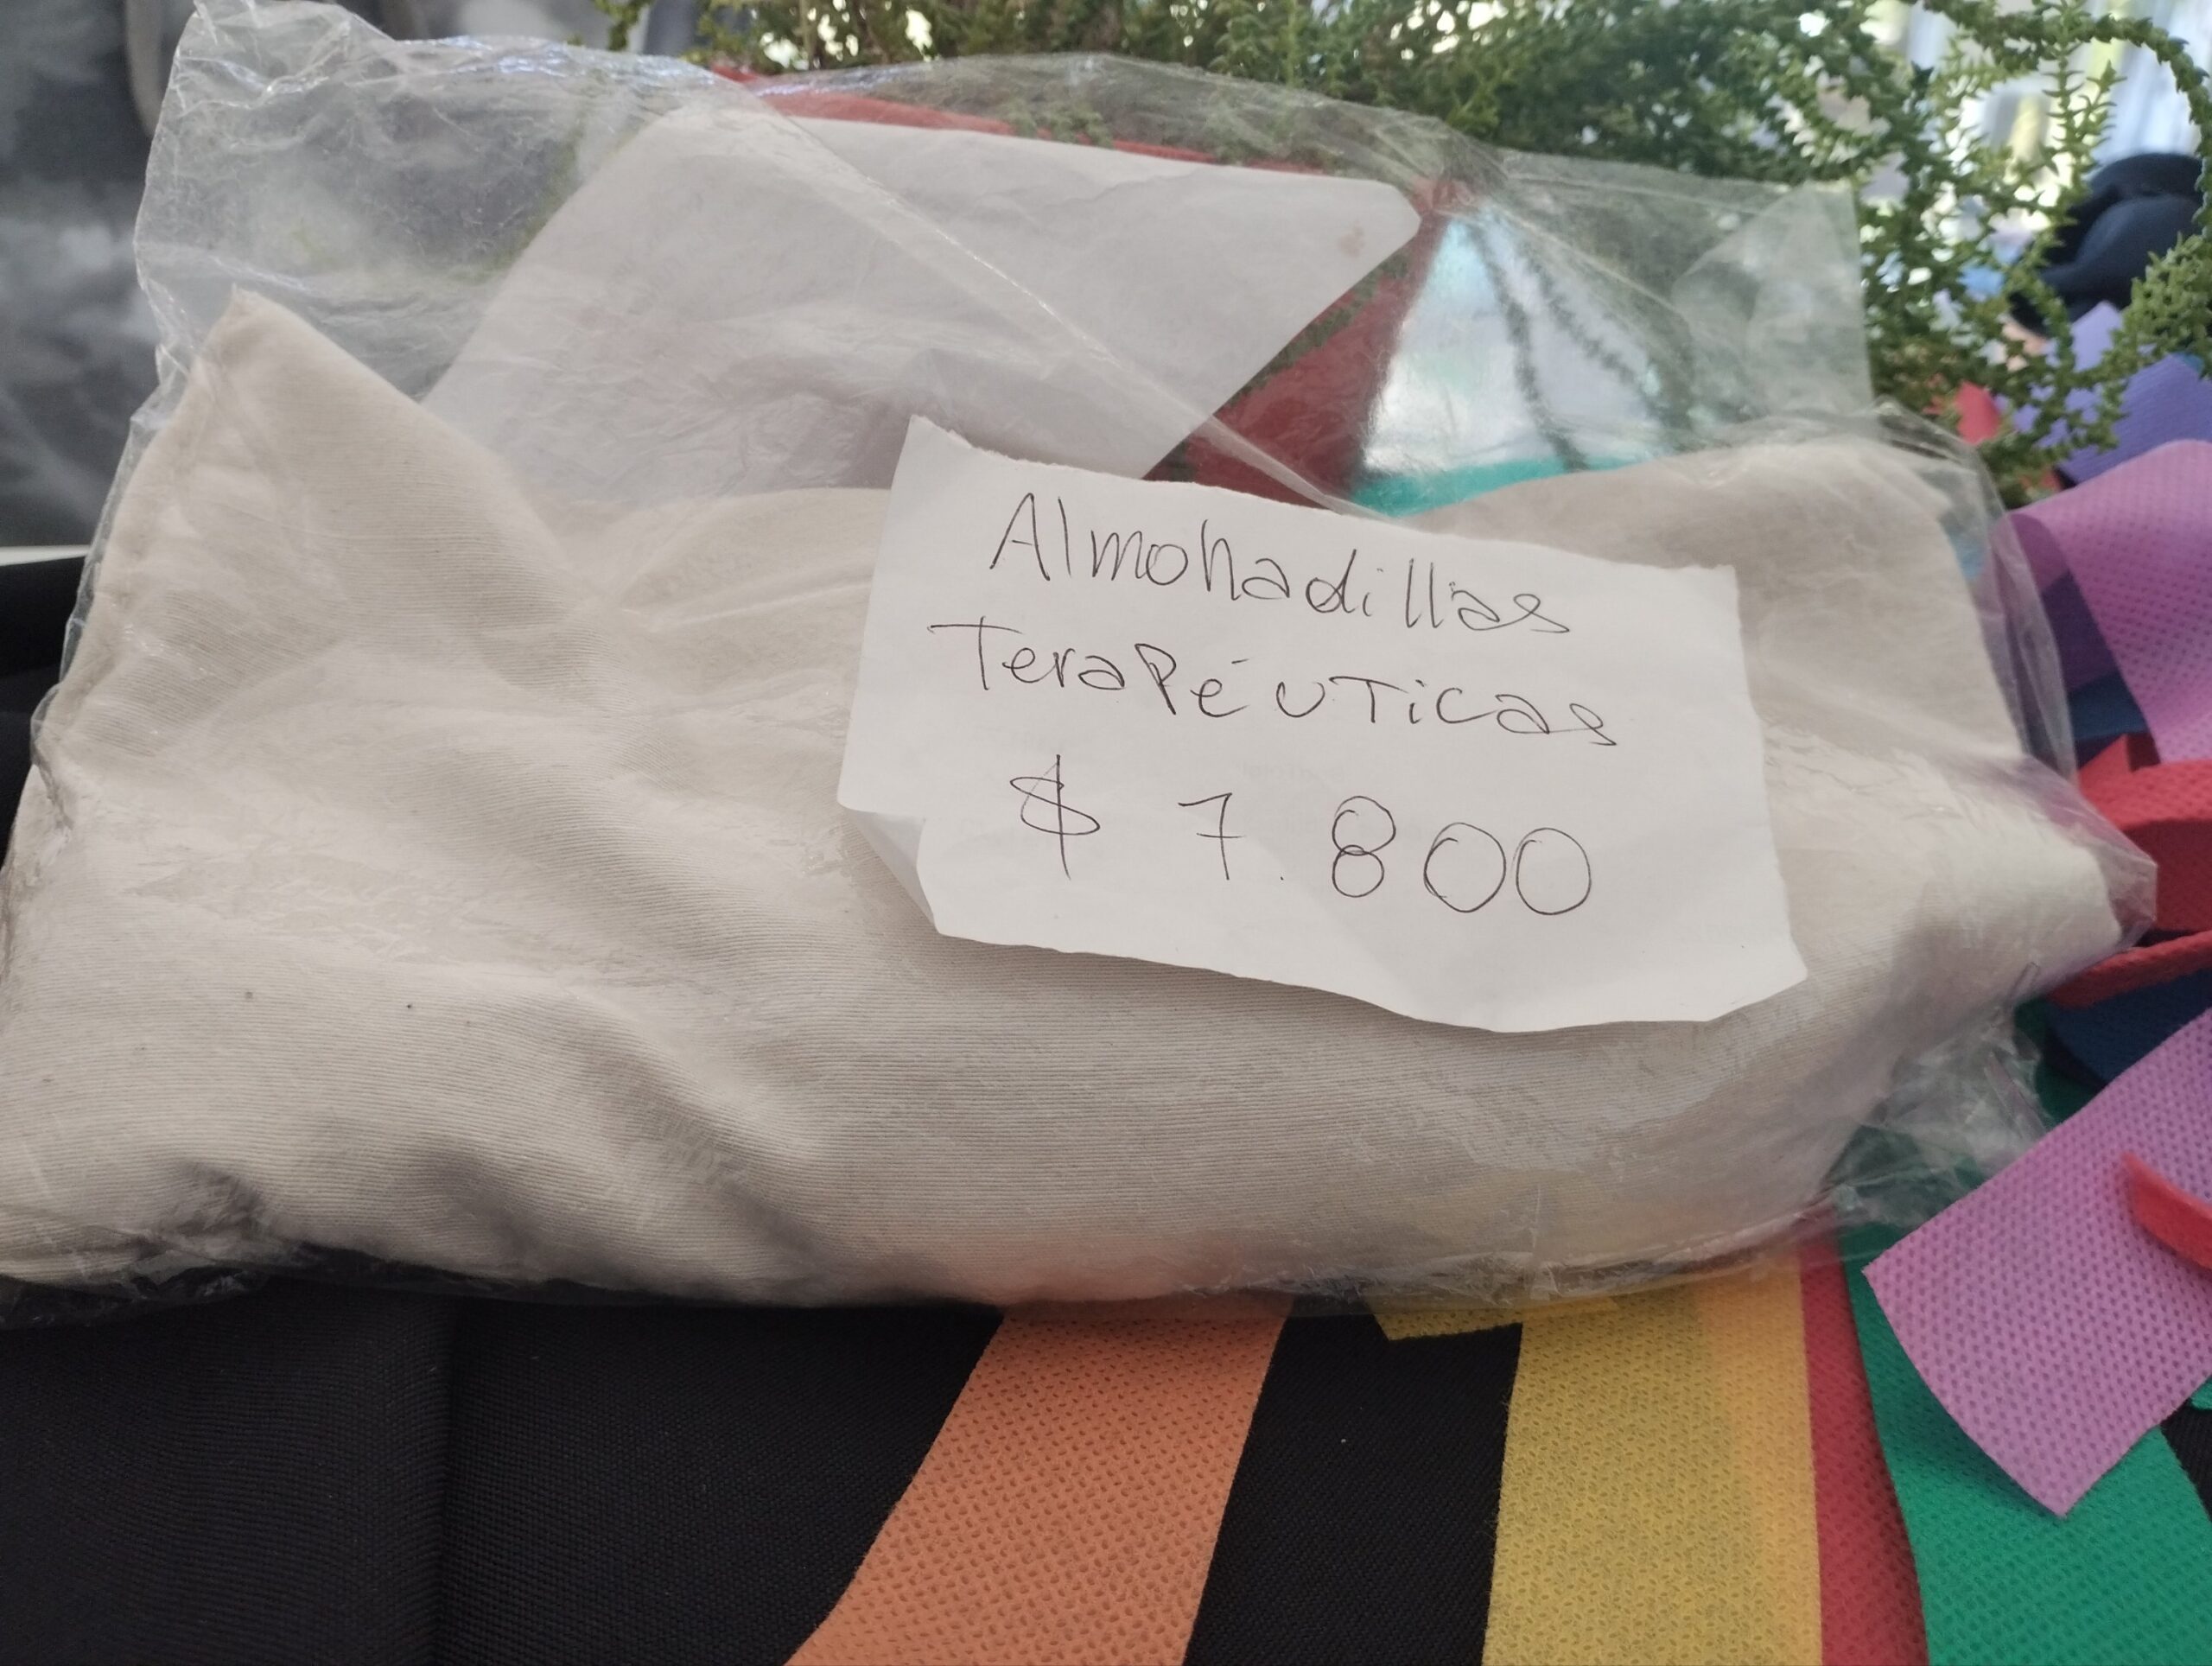 Almohadillas
Terapéuticas
$ 7.800